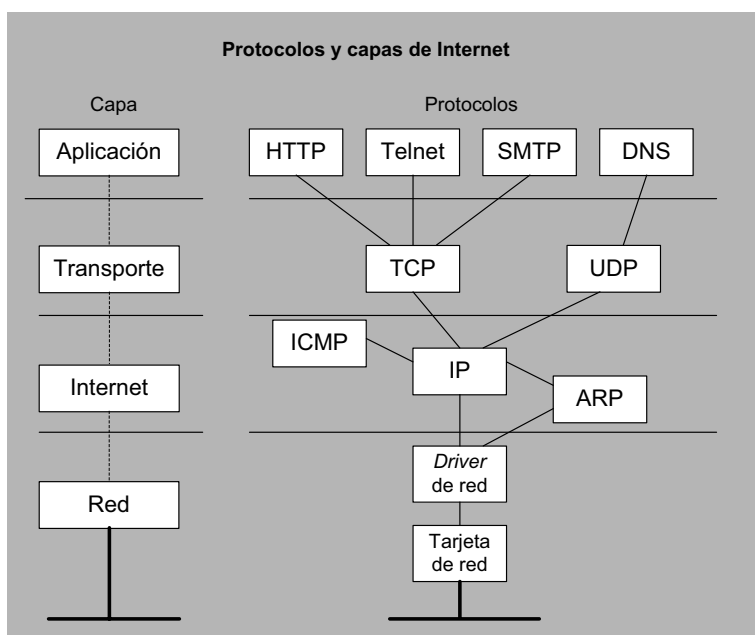 Protocolos y capas de Internet
Capa
Protocolos
Aplicación
HTTP
Telnet
SMTP
DNS
Transporte
TCP
UDP
ICMP
IP
Internet
ARP
Driver
de red
Red
Tarjeta
de red